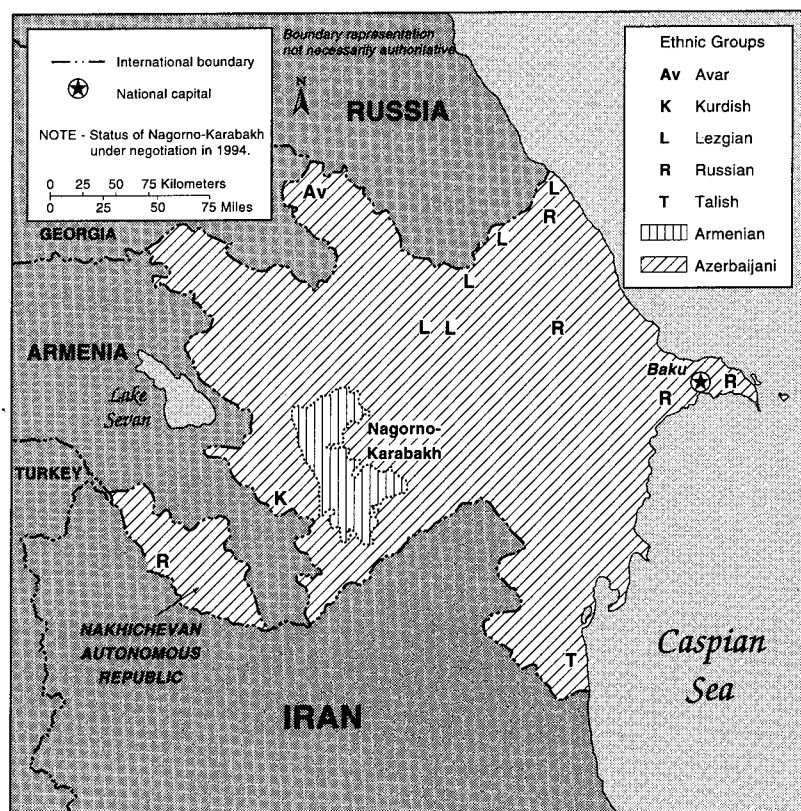 International boundary
National capital
NOTE - Status of Nagorno-Karabakh
under negotiation in 1994.
0 25 50 75 Kilometers
0 25 50 75 Miles
Boundary representation
not necessarily authoritative
N
RUSSIA
Ethnic Groups
Av Avar
K Kurdish
L Lezgian
R Russian
T Talish
Armenian
Azerbaijani
Av
L
R
GEORGIA
L
L
L L
R
ARMENIA
Baku
R
R
Lake
Sevan
Nagorno-
Karabakh
TURKEY
K
R
NAKHICHEVAN
AUTONOMOUS
REPUBLIC
T
Caspian
Sea
IRAN